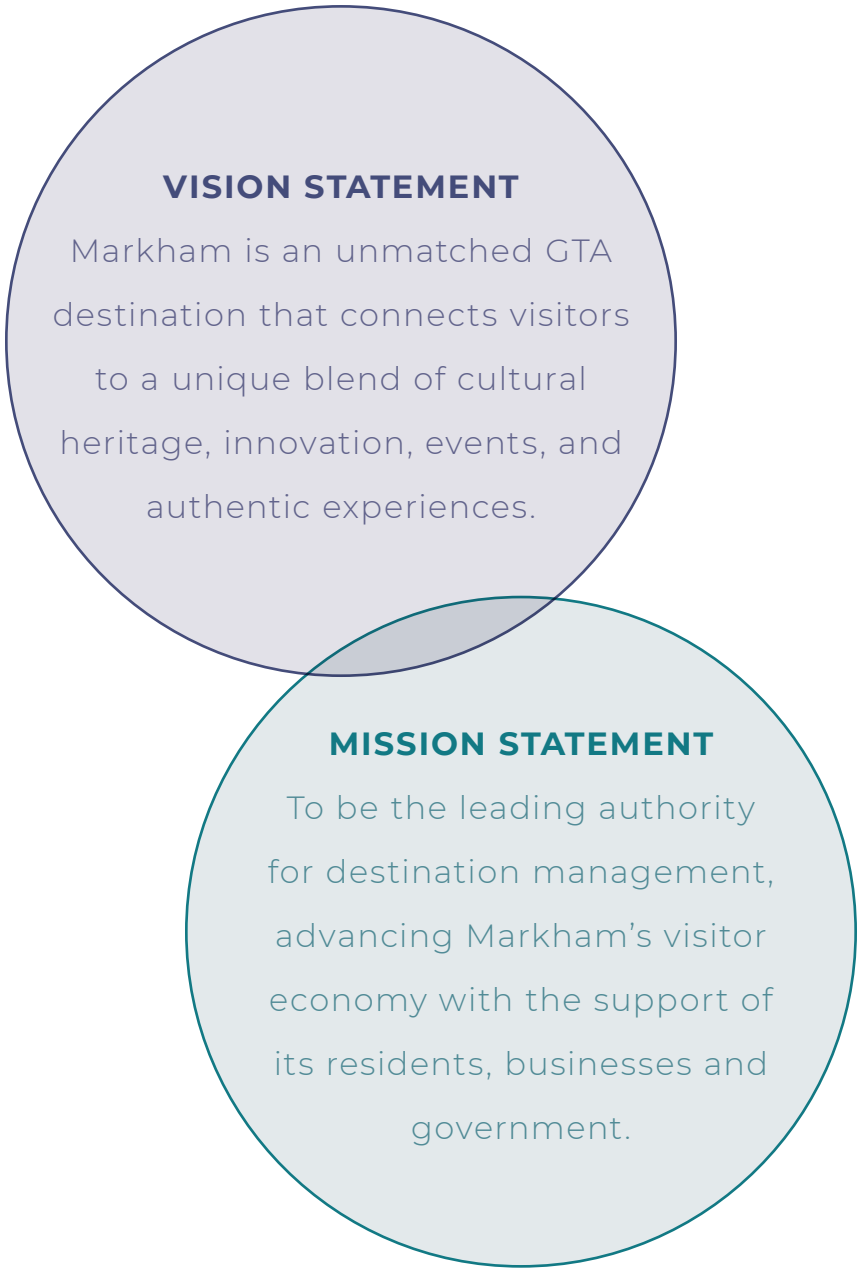 VISION STATEMENT
Markham is an unmatched GTA
destination that connects visitors
to a unique blend of cultural
heritage, innovation, events, and
authentic experiences.
MISSION STATEMENT
To be the leading authority
for destination management,
advancing Markham’s visitor
economy with the support of
its residents, businesses and
government.